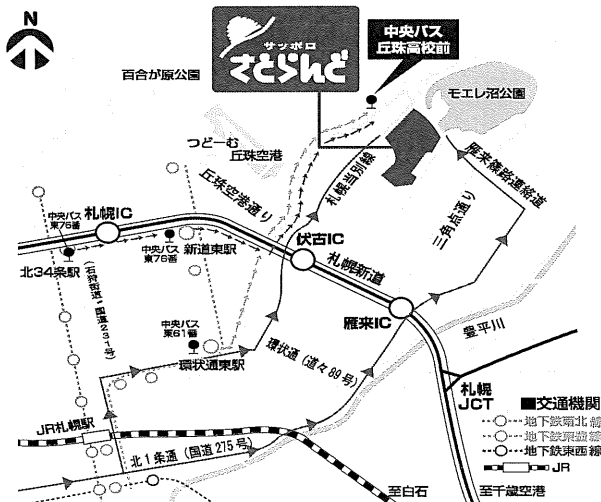 N
サッポロ
さとらんど
中央バス
丘珠高校前
百合が原公園
モエレ沼公園
つどーむ
丘珠空港
丘珠空港通り
札幌当別線
雁来篠路連絡道
三角点通り
中央バス
東76番
札幌IC
中央バス
東76番
新道東駅
伏古IC
札幌新道
北34条駅
(石狩街道・国道231号)
中央バス
東61番
環状通東駅
雁来IC
環状通(道々89号)
豊平川
札幌
JCT
JR札幌駅
北1条通(国道275号)
至白石
至千歳空港
■交通機関
地下鉄南北線
地下鉄東豊線
地下鉄東西線
JR